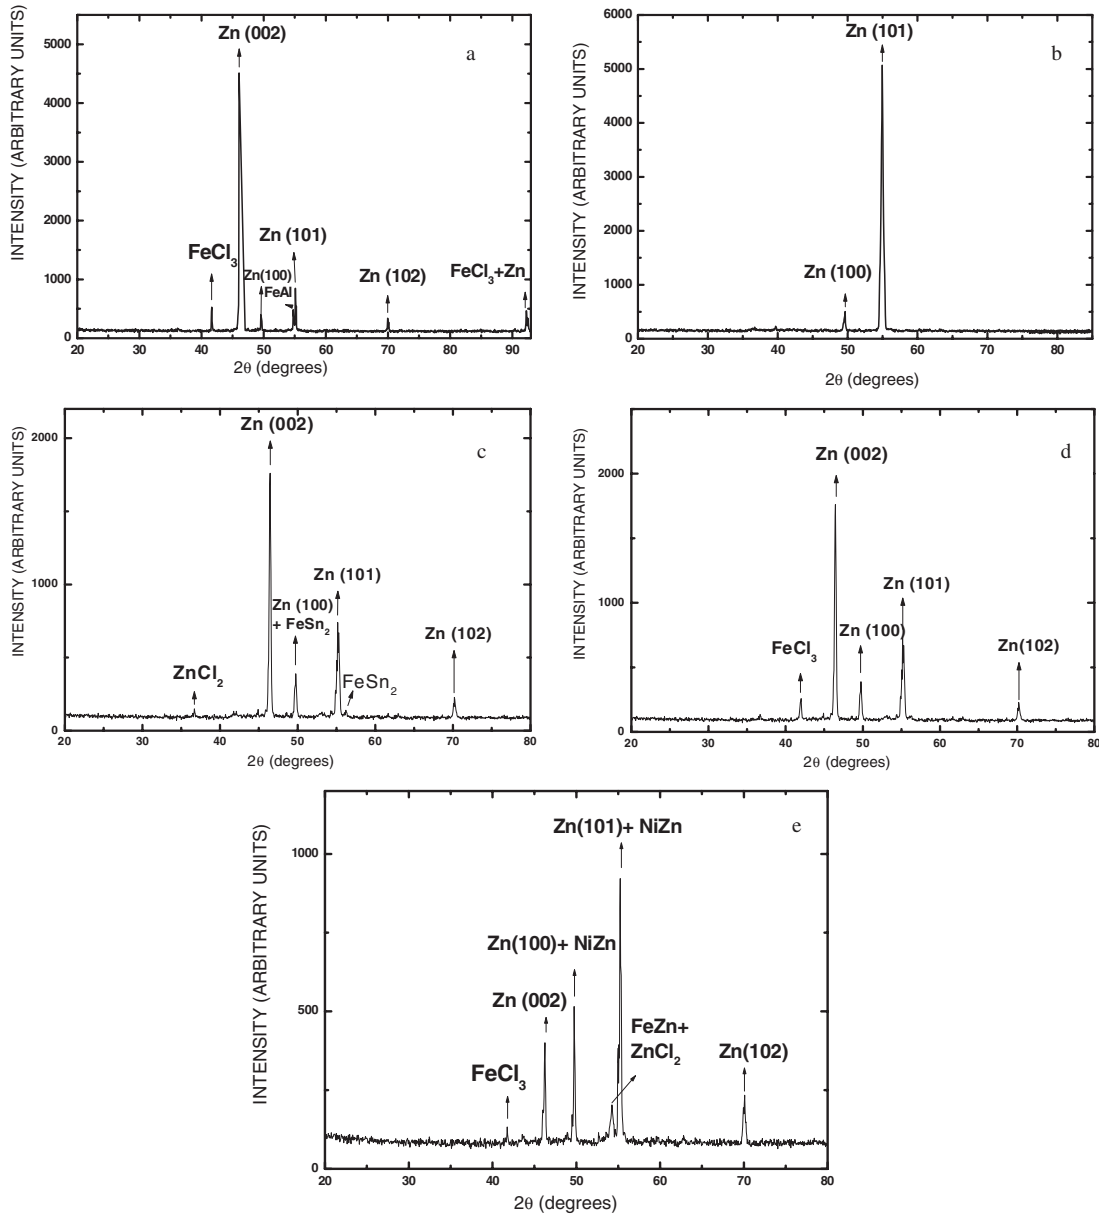 a
INTENSITY (ARBITRARY UNITS)
5000
4000
3000
2000
1000
0
Zn (002)
FeCl3
Zn(100)
FeAl
Zn (101)
Zn (102)
FeCl3+Zn
20 30 40 50 60 70 80 90
2θ (degrees)
b
INTENSITY (ARBITRARY UNITS)
6000
5000
4000
3000
2000
1000
0
Zn (101)
Zn (100)
20 30 40 50 60 70 80
2θ (degrees)
c
INTENSITY (ARBITRARY UNITS)
2000
1000
0
Zn (002)
Zn (101)
Zn (100)
+ FeSn2
Zn (102)
ZnCl2
FeSn2
20 30 40 50 60 70 80
2θ (degrees)
d
INTENSITY (ARBITRARY UNITS)
2000
1000
0
Zn (002)
Zn (101)
Zn (100)
FeCl3
Zn(102)
20 30 40 50 60 70 80
2θ (degrees)
e
INTENSITY (ARBITRARY UNITS)
1000
500
0
Zn(101)+ NiZn
Zn(100)+ NiZn
Zn (002)
FeZn+
ZnCl2
FeCl3
Zn(102)
20 30 40 50 60 70 80
2θ (degrees)